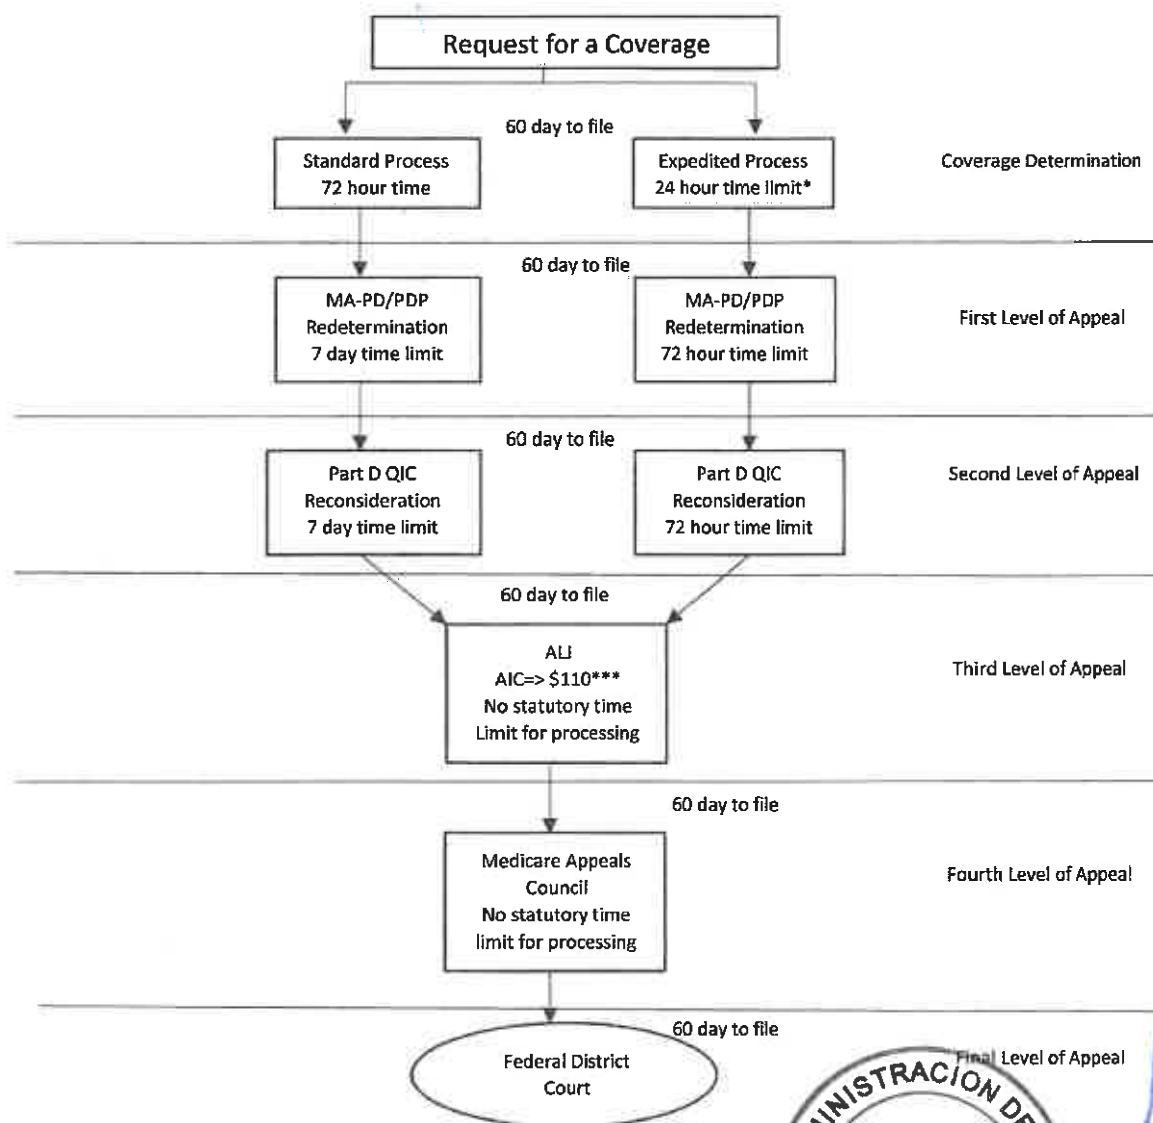 Request for a Coverage
60 day to file
Standard Process
72 hour time
Expedited Process
24 hour time limit*
Coverage Determination
60 day to file
MA-PD/PDP
Redetermination
7 day time limit
MA-PD/PDP
Redetermination
72 hour time limit
First Level of Appeal
60 day to file
Part D QIC
Reconsideration
7 day time limit
Part D QIC
Reconsideration
72 hour time limit
Second Level of Appeal
60 day to file
ALJ
AIC=> $110***
No statutory time
Limit for processing
Third Level of Appeal
60 day to file
Medicare Appeals
Council
No statutory time
limit for processing
Fourth Level of Appeal
60 day to file
Federal District
Court
Final Level of Appeal
MINISTRACION DE